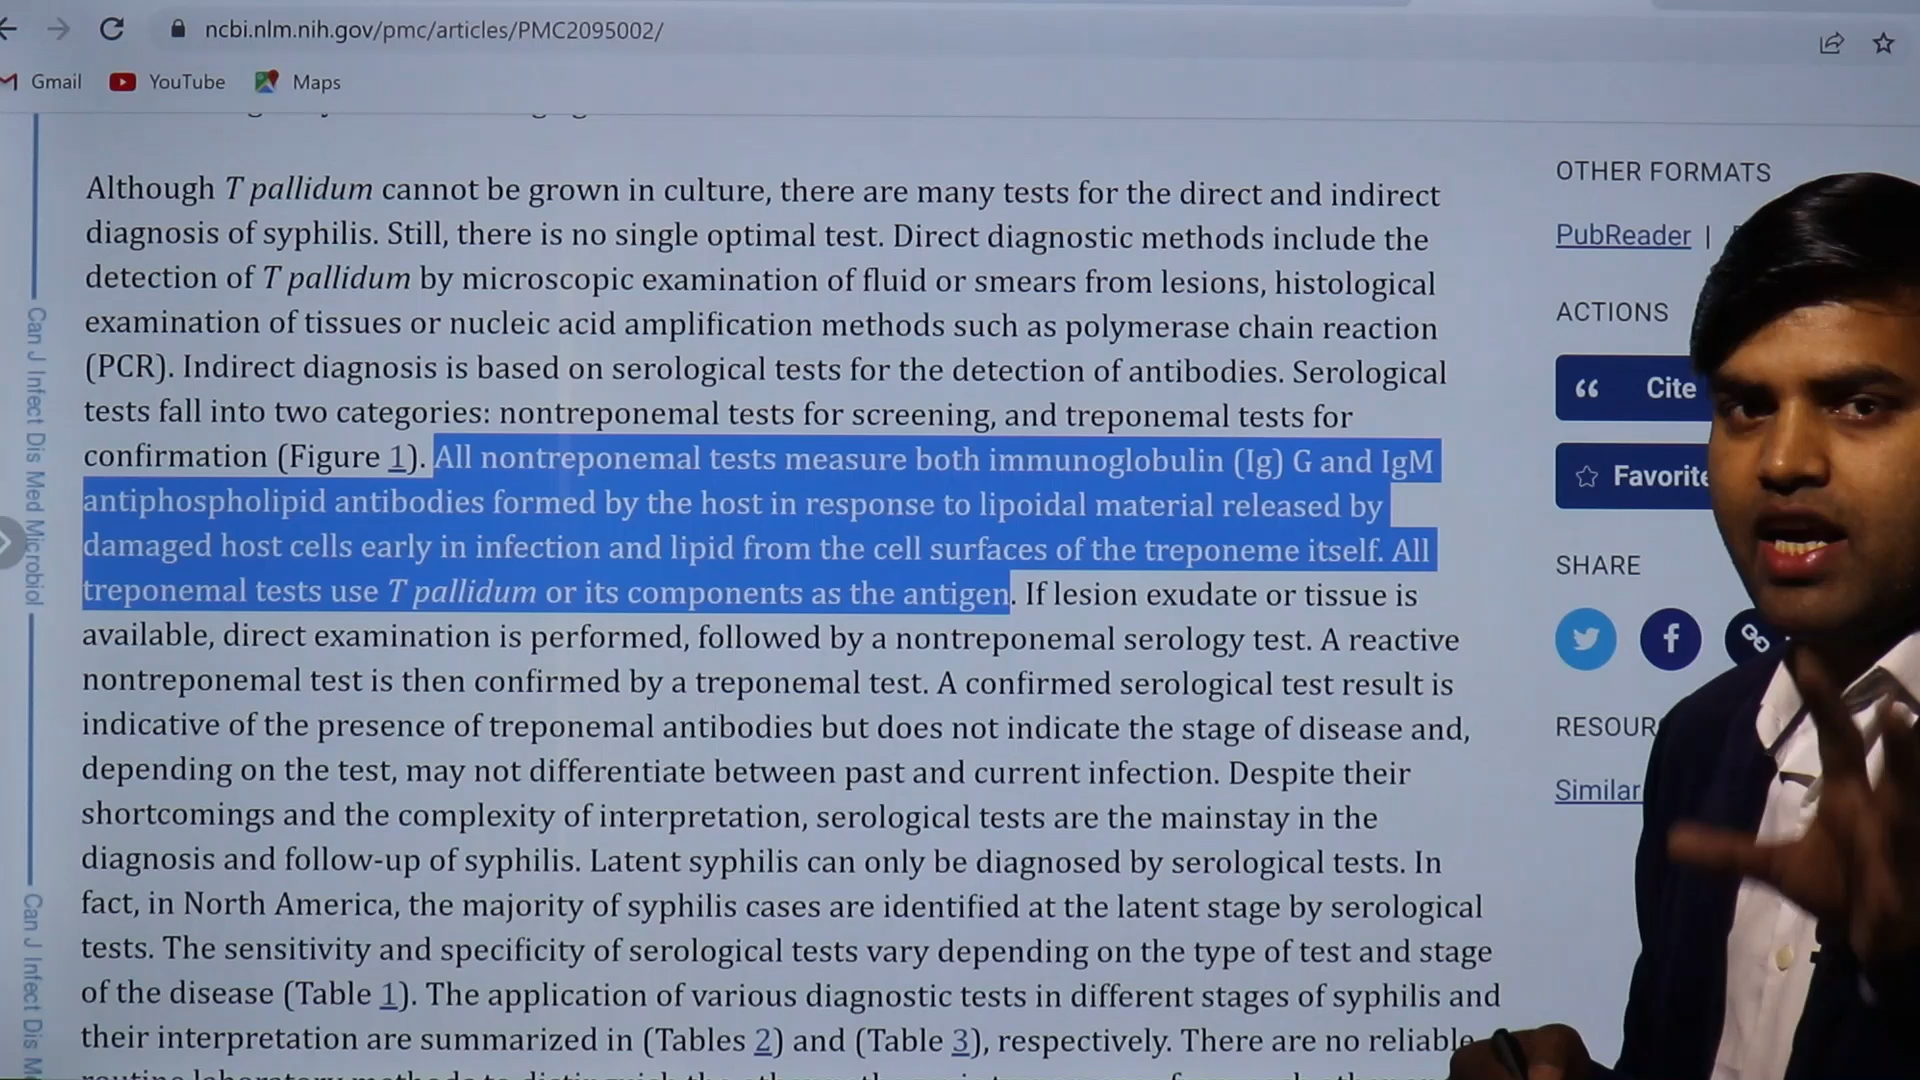 ncbi.nlm.nih.gov/pmc/articles/PMC2095002/
Gmail YouTube Maps
Although T pallidum cannot be grown in culture, there are many tests for the direct and indirect
diagnosis of syphilis. Still, there is no single optimal test. Direct diagnostic methods include the
detection of T pallidum by microscopic examination of fluid or smears from lesions, histological
examination of tissues or nucleic acid amplification methods such as polymerase chain reaction
(PCR). Indirect diagnosis is based on serological tests for the detection of antibodies. Serological
tests fall into two categories: nontreponemal tests for screening, and treponemal tests for
confirmation (Figure 1). All nontreponemal tests measure both immunoglobulin (Ig) G and IgM
antiphospholipid antibodies formed by the host in response to lipoidal material released by
damaged host cells early in infection and lipid from the cell surfaces of the treponeme itself. All
treponemal tests use T pallidum or its components as the antigen. If lesion exudate or tissue is
available, direct examination is performed, followed by a nontreponemal serology test. A reactive
nontreponemal test is then confirmed by a treponemal test. A confirmed serological test result is
indicative of the presence of treponemal antibodies but does not indicate the stage of disease and,
depending on the test, may not differentiate between past and current infection. Despite their
shortcomings and the complexity of interpretation, serological tests are the mainstay in the
diagnosis and follow-up of syphilis. Latent syphilis can only be diagnosed by serological tests. In
fact, in North America, the majority of syphilis cases are identified at the latent stage by serological
tests. The sensitivity and specificity of serological tests vary depending on the type of test and stage
of the disease (Table 1). The application of various diagnostic tests in different stages of syphilis and
their interpretation are summarized in (Tables 2) and (Table 3), respectively. There are no reliable
Can J Infect Dis Med Microbiol
Can J Infect Dis M
OTHER FORMATS
PubReader |
ACTIONS
Cite
Favorite
SHARE
RESOUR
Similar